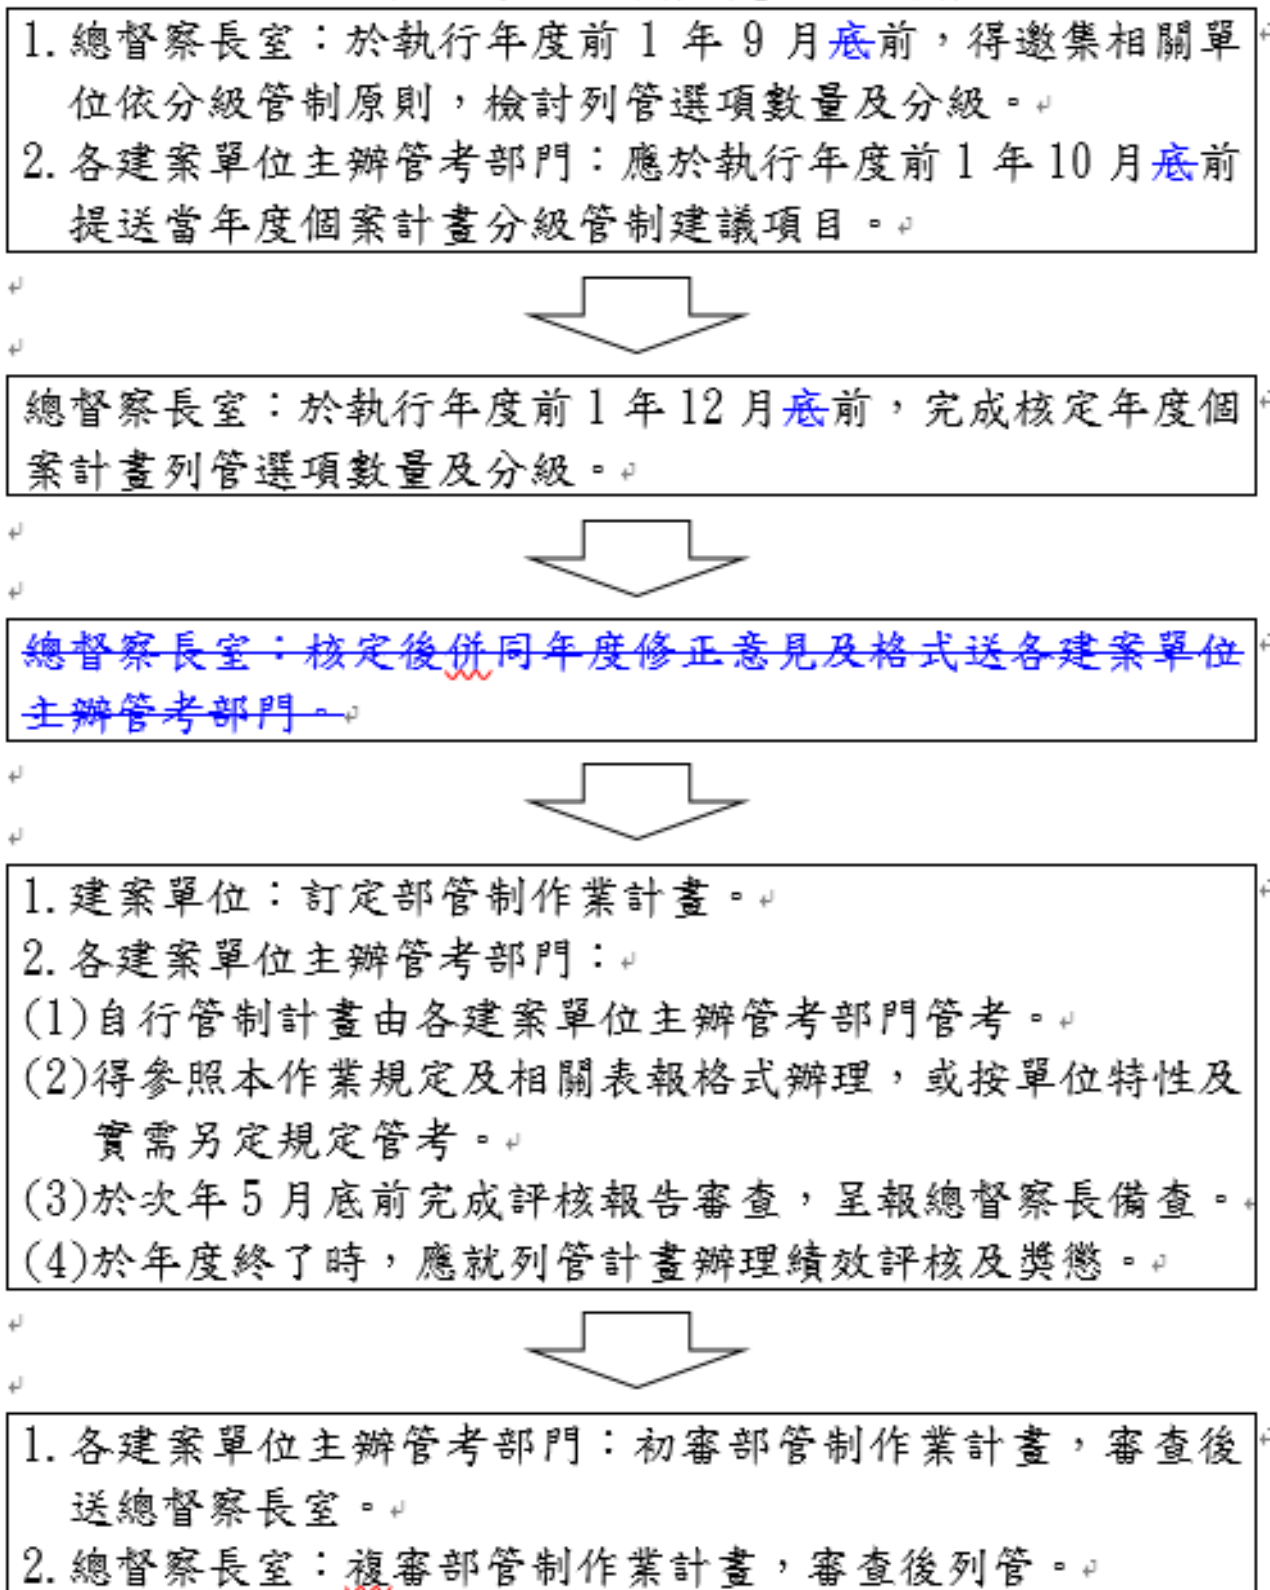 1.總督察長室：於執行年度前 1 年 9 月底前，得邀集相關單
位依分級管制原則，檢討列管選項數量及分級。
2.各建案單位主辦管考部門：應於執行年度前 1 年 10 月底前
提送當年度個案計畫分級管制建議項目。
總督察長室：於執行年度前 1 年 12 月底前，完成核定年度個
案計畫列管選項數量及分級。
總督察長室：核定後併同年度修正意見及格式送各建案單位
主辦管考部門。
1.建案單位：訂定部管制作業計畫。
2.各建案單位主辦管考部門：
(1)自行管制計畫由各建案單位主辦管考部門管考。
(2)得參照本作業規定及相關表報格式辦理，或按單位特性及
實需另定規定管考。
(3)於次年 5 月底前完成評核報告審查，呈報總督察長備查。
(4)於年度終了時，應就列管計畫辦理績效評核及獎懲。
1.各建案單位主辦管考部門：初審部管制作業計畫，審查後
送總督察長室。
2.總督察長室：複審部管制作業計畫，審查後列管。